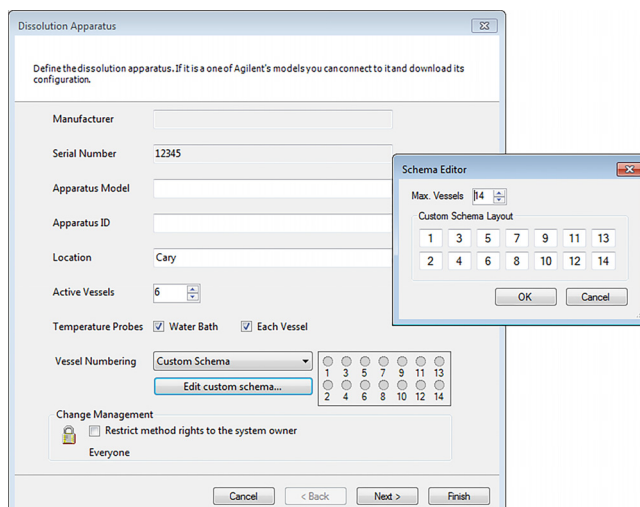 Dissolution Apparatus
Define the dissolution apparatus. If it is a one of Agilent's models you can connect to it and download its
configuration.
Manufacturer
Serial Number 12345
Apparatus Model
Apparatus ID
Location Cary
Active Vessels 6
Temperature Probes Water Bath Each Vessel
Vessel Numbering Custom Schema
1 3 5 7 9 11 13
Edit custom schema...
2 4 6 8 10 12 14
Change Management
Restrict method rights to the system owner
Everyone
Cancel < Back Next > Finish
Schema Editor
Max. Vessels 14
Custom Schema Layout
1 3 5 7 9 11 13
2 4 6 8 10 12 14
OK Cancel